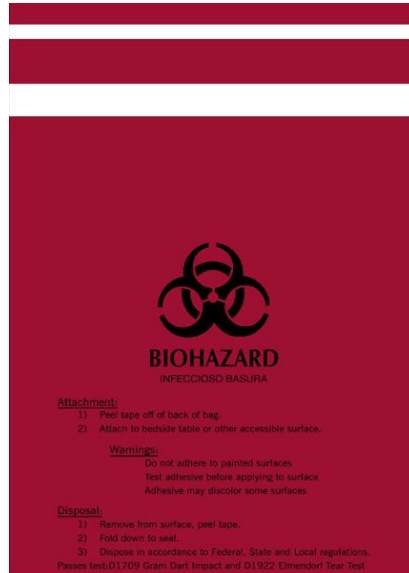 BIOHAZARD
INFECCIOSO BASURA
Attachment:
1) Peel tape off of back of bag.
2) Attach to bedside table or other accessible surface.
Warnings:
Do not adhere to painted surfaces
Test adhesive before applying to surface
Adhesive may discolor some surfaces
Disposal:
1) Remove from surface, peel tape.
2) Fold down to seal.
3) Dispose in accordance to Federal, State and Local regulations.
Passes test:D1709 Gram Dart Impact and D1922 Elmendorf Tear Test